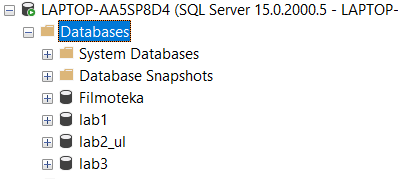 LAPTOP-AA5SP8D4 (SQL Server 15.0.2000.5 - LAPTOP-
Databases
System Databases
Database Snapshots
Filmoteka
lab1
lab2_ul
lab3